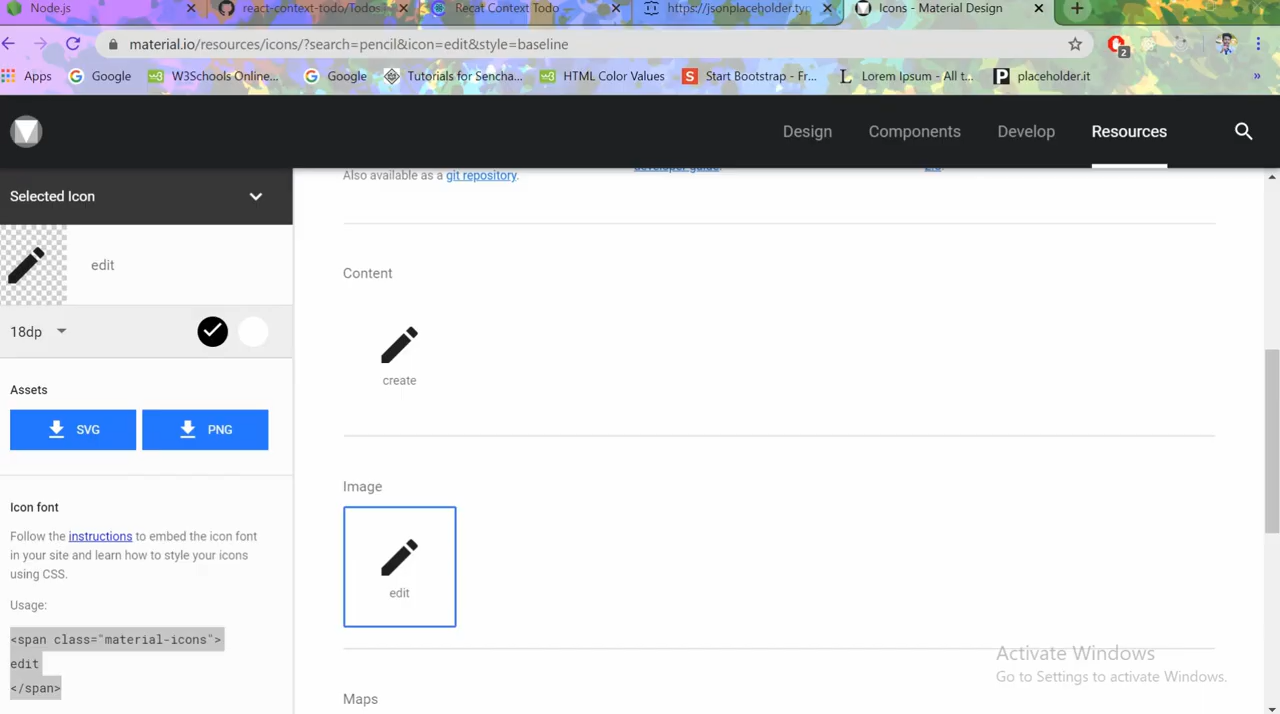 Node.js
react-context-todo/Todos
Recat Context Todo
https://jsonplaceholder.typ
Icons - Material Design
material.io/resources/icons/?search=pencil&icon=edit&style=baseline
2
Apps
Google
W3Schools Online...
Google
Tutorials for Sencha...
HTML Color Values
Start Bootstrap - Fr...
Lorem Ipsum - All t...
placeholder.it
»
Design
Components
Develop
Resources
Selected Icon
edit
18dp
Assets
SVG
PNG
Icon font
Follow the instructions to embed the icon font
in your site and learn how to style your icons
using CSS.
Usage:
<span class="material-icons">
edit
</span>
Also available as a git repository.
developer guide.
zip.
Content
create
Image
edit
Maps
Activate Windows
Go to Settings to activate Windows.